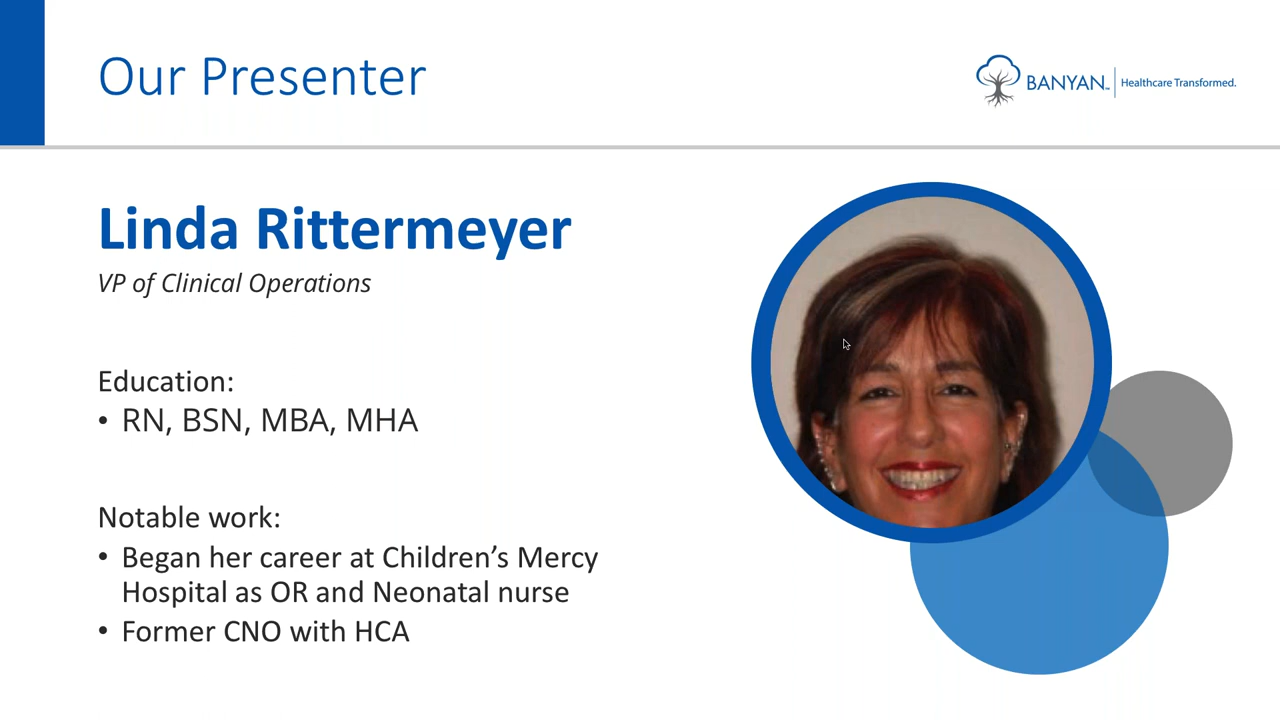 Our Presenter
BANYAN™ | Healthcare Transformed.
Linda Rittermeyer
VP of Clinical Operations
Education:
• RN, BSN, MBA, MHA
Notable work:
• Began her career at Children’s Mercy
Hospital as OR and Neonatal nurse
• Former CNO with HCA